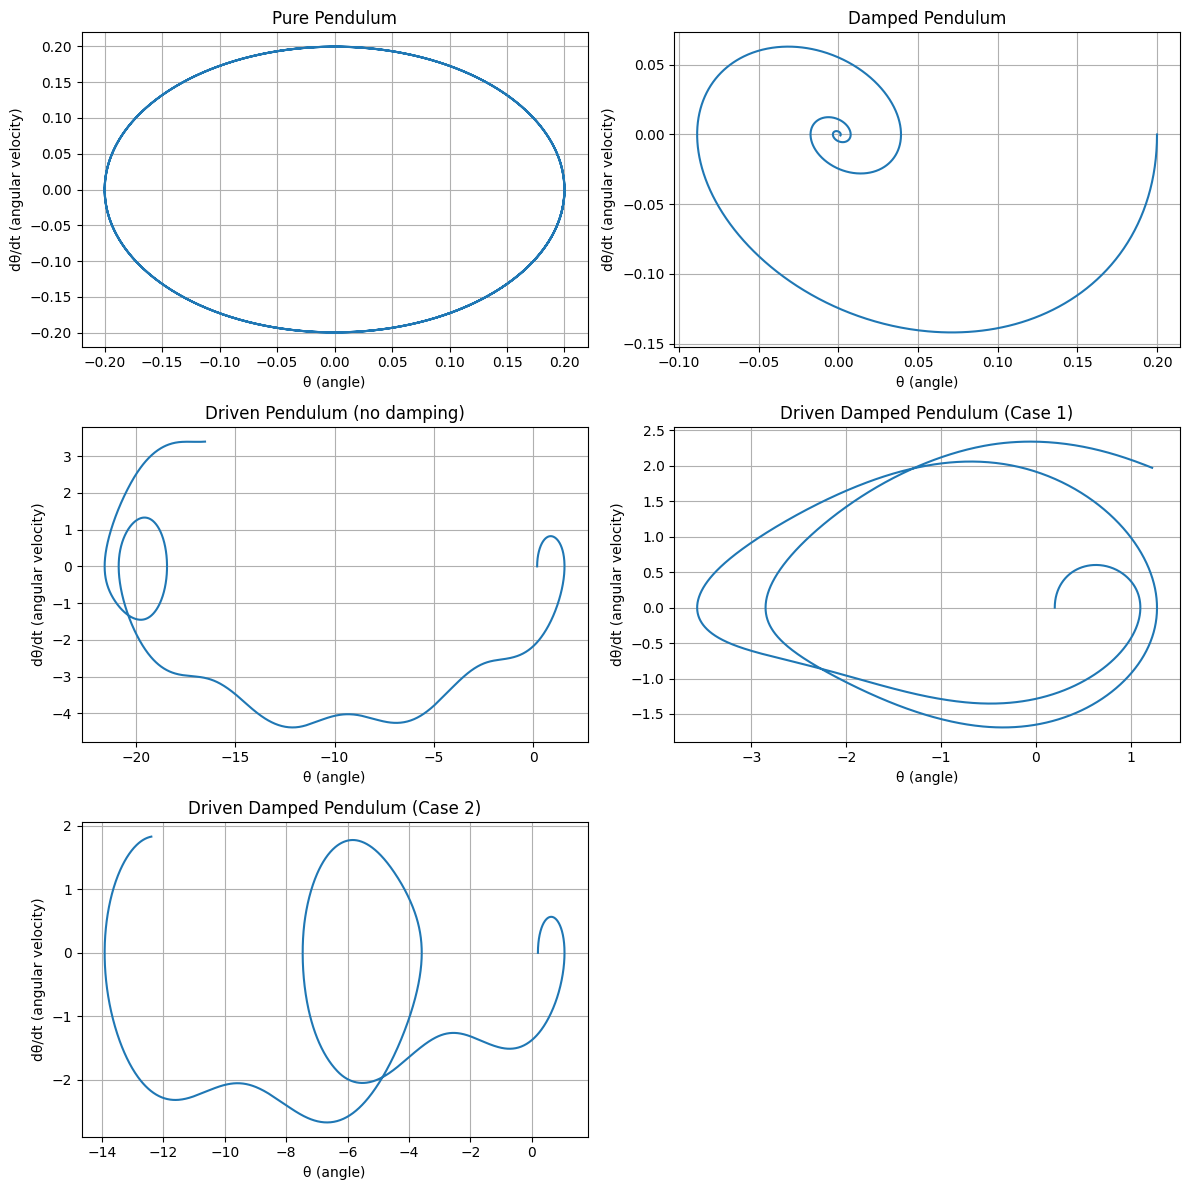 Pure Pendulum
0.20
0.15
0.10
0.05
0.00
−0.05
−0.10
−0.15
−0.20
dθ/dt (angular velocity)
−0.20 −0.15 −0.10 −0.05 0.00 0.05 0.10 0.15 0.20
θ (angle)
Damped Pendulum
0.05
0.00
−0.05
−0.10
−0.15
dθ/dt (angular velocity)
−0.10 −0.05 0.00 0.05 0.10 0.15 0.20
θ (angle)
Driven Pendulum (no damping)
3
2
1
0
−1
−2
−3
−4
dθ/dt (angular velocity)
−20 −15 −10 −5 0
θ (angle)
Driven Damped Pendulum (Case 1)
2.5
2.0
1.5
1.0
0.5
0.0
−0.5
−1.0
−1.5
dθ/dt (angular velocity)
−3 −2 −1 0 1
θ (angle)
Driven Damped Pendulum (Case 2)
2
1
0
−1
−2
dθ/dt (angular velocity)
−14 −12 −10 −8 −6 −4 −2 0
θ (angle)